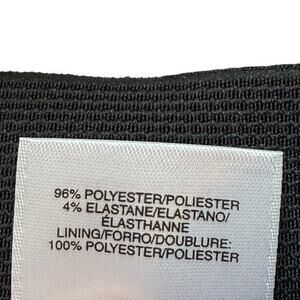 96% POLYESTER/POLIESTER
4% ELASTANE/ELASTANO/
ÉLASTHANNE
LINING/FORRO/DOUBLURE:
100% POLYESTER/POLIESTER